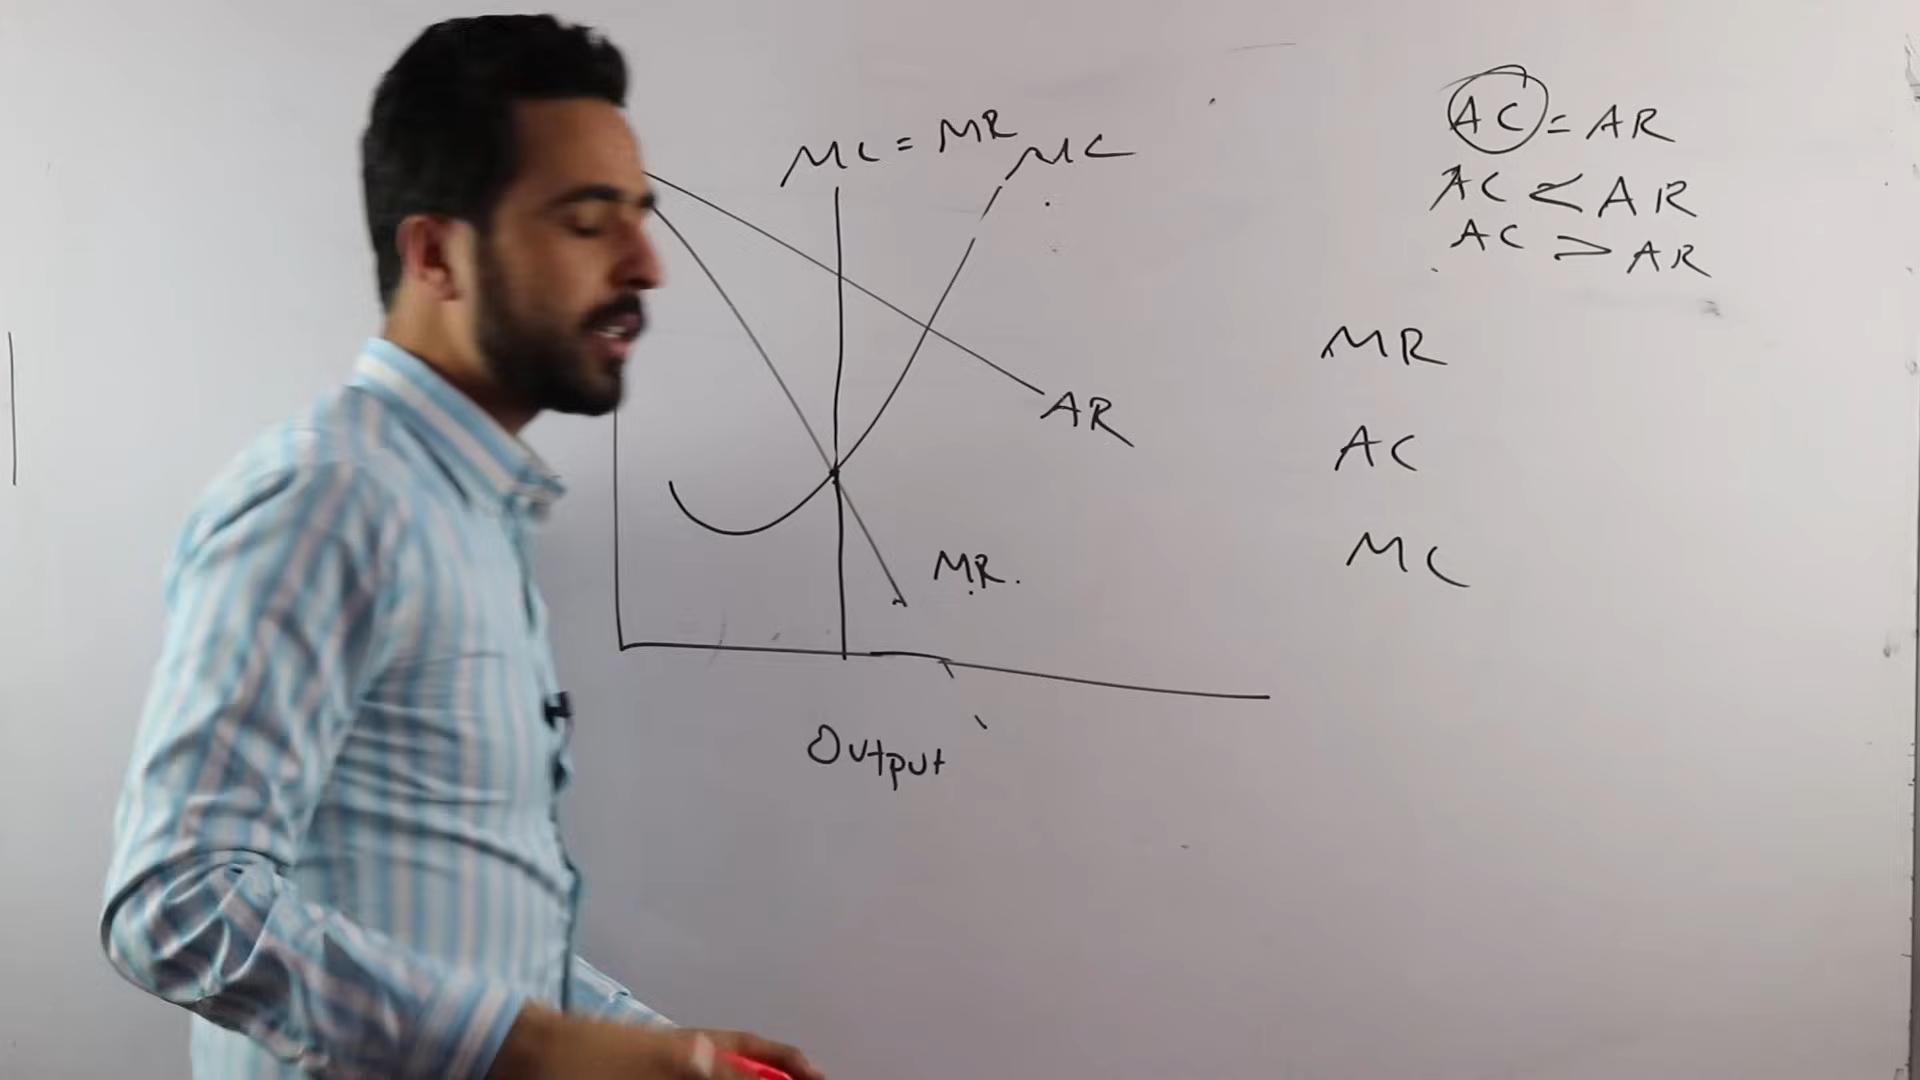 MC = MR
MC
AR
MR.
Output
AC = AR
AC < AR
AC > AR
MR
AC
MC